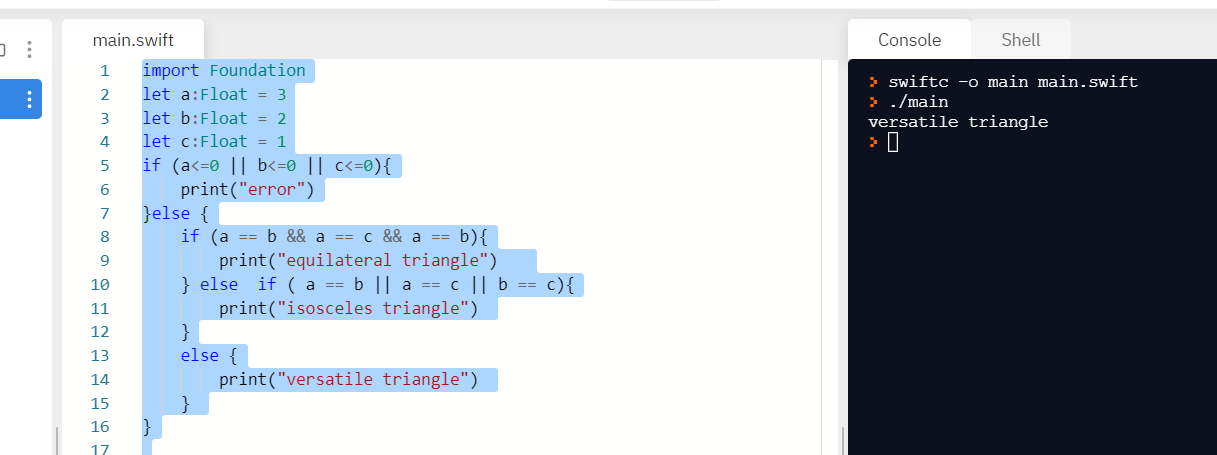 main.swift
1 import Foundation
2 let a:Float = 3
3 let b:Float = 2
4 let c:Float = 1
5 if (a<=0 || b<=0 || c<=0){
6     print("error")
7 }else {
8     if (a == b && a == c && a == b){
9         print("equilateral triangle")
10     } else  if ( a == b || a == c || b == c){
11         print("isosceles triangle")
12     }
13     else {
14         print("versatile triangle")
15     }
16 }
17
Console Shell
> swiftc -o main main.swift
> ./main
versatile triangle
>